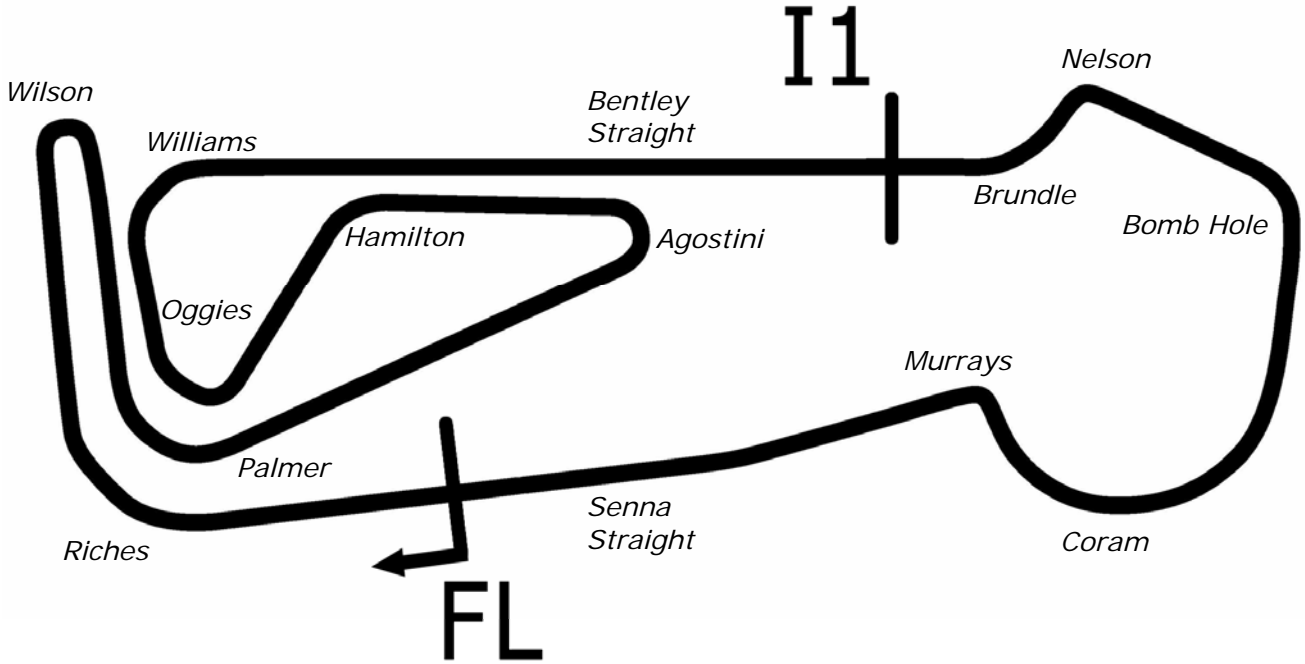 I1
Nelson
Wilson
Bentley
Straight
Williams
Brundle
Bomb Hole
Hamilton
Agostini
Oggies
Murrays
Palmer
Senna
Straight
Riches
Coram
FL